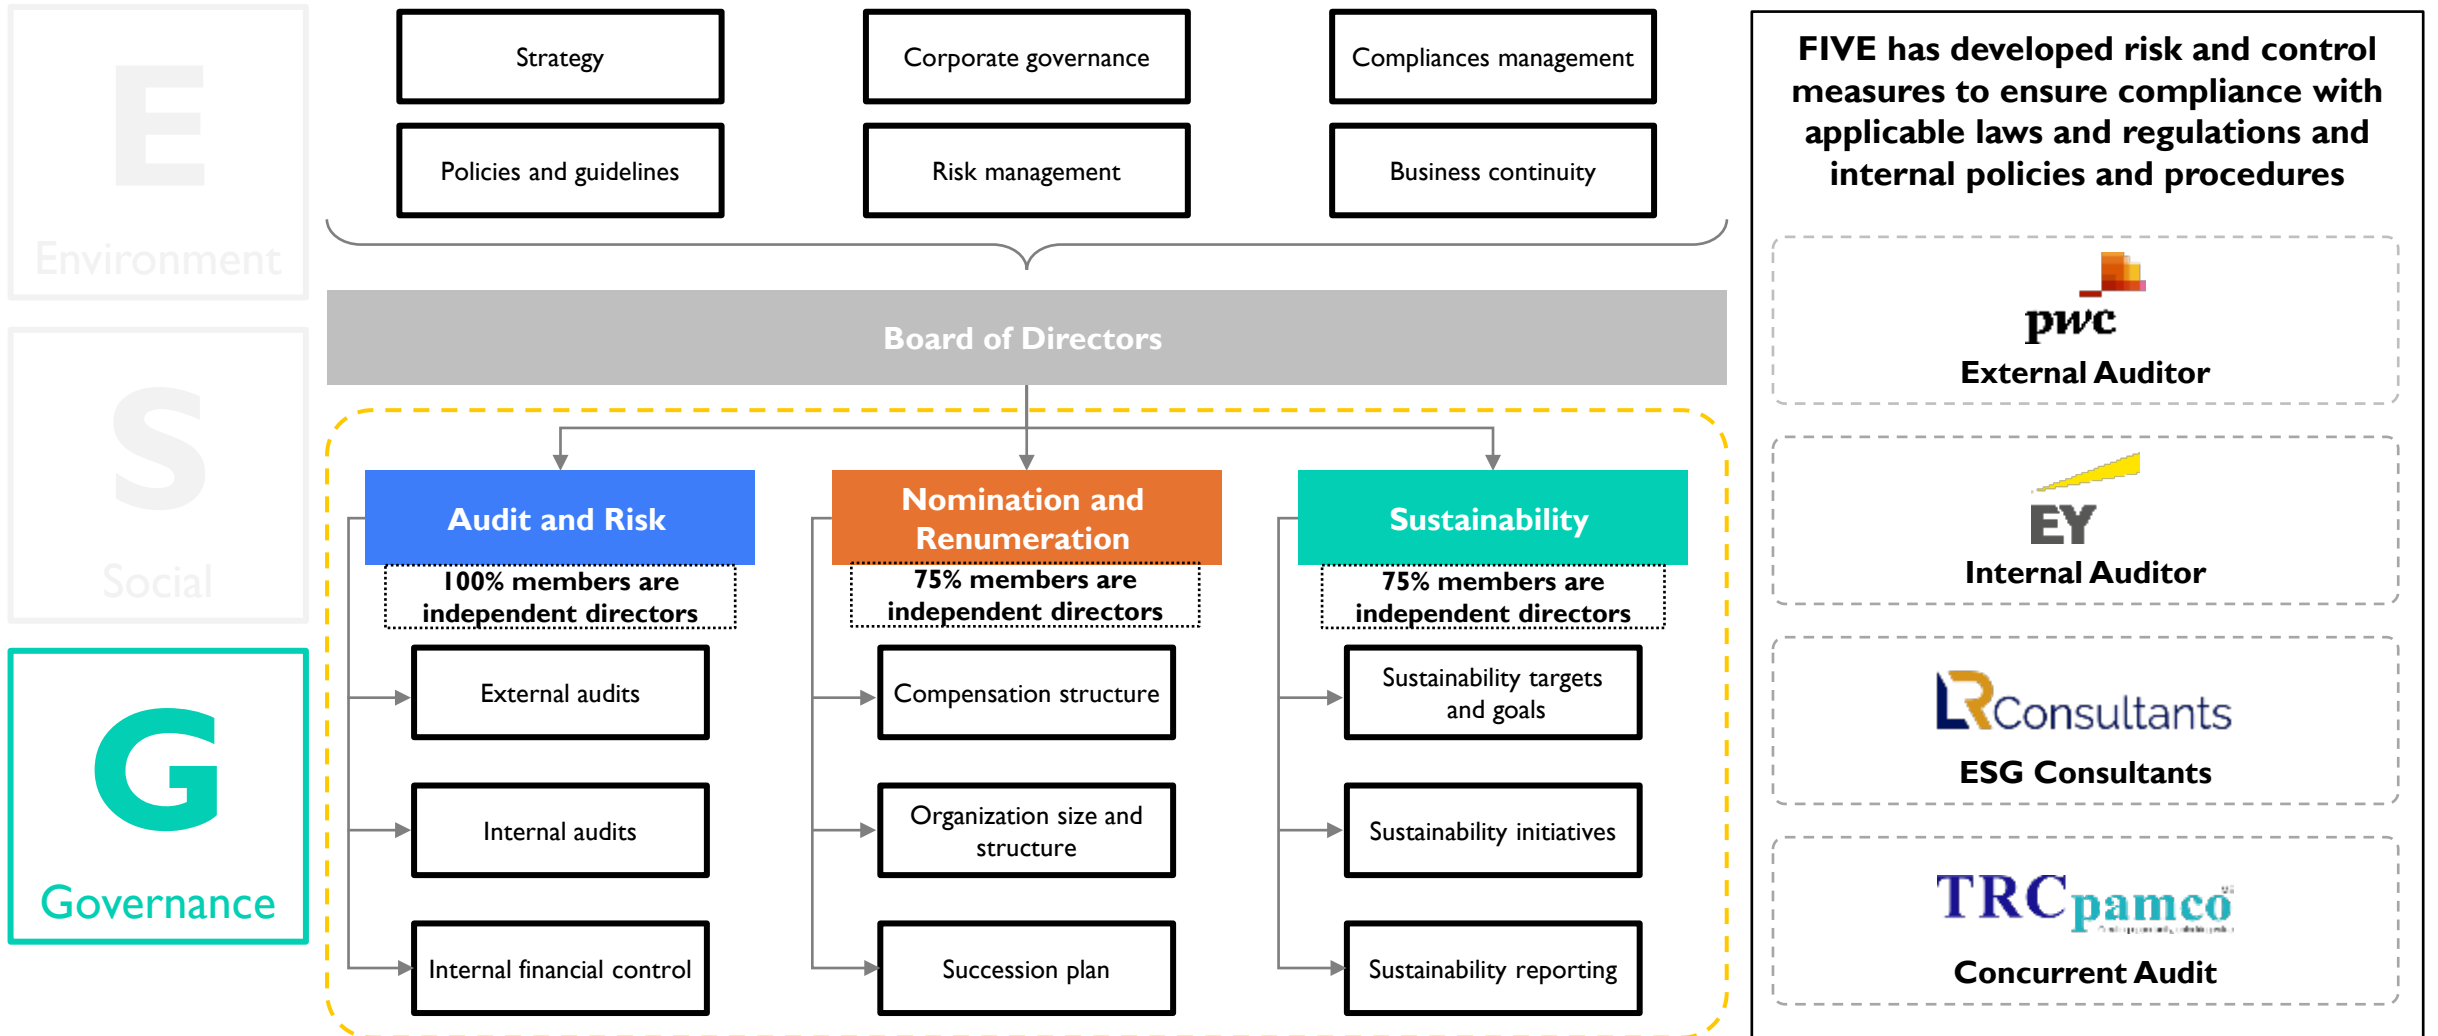 E
Environment
S
Social
G
Governance
Strategy
Corporate governance
Compliances management
Policies and guidelines
Risk management
Business continuity
Board of Directors
Audit and Risk
100% members are
independent directors
External audits
Internal audits
Internal financial control
Nomination and
Renumeration
75% members are
independent directors
Compensation structure
Organization size and
structure
Succession plan
Sustainability
75% members are
independent directors
Sustainability targets
and goals
Sustainability initiatives
Sustainability reporting
FIVE has developed risk and control
measures to ensure compliance with
applicable laws and regulations and
internal policies and procedures
pwc
External Auditor
EY
Internal Auditor
LRConsultants
ESG Consultants
TRCpamco
Concurrent Audit